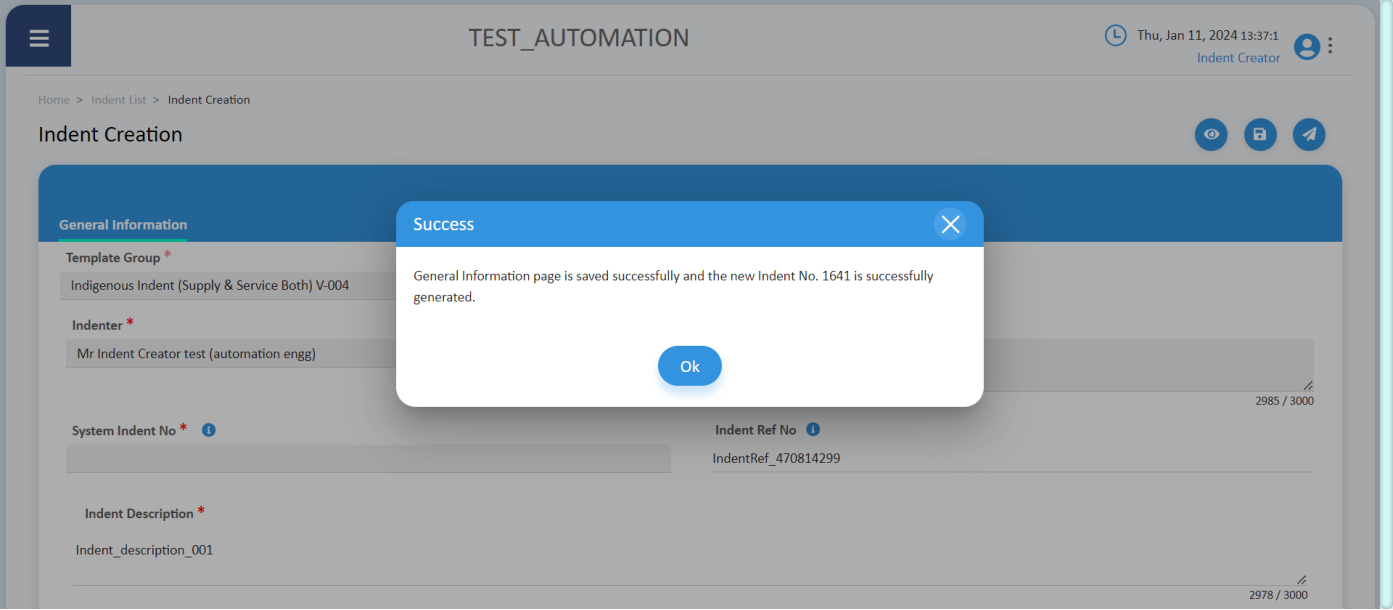 TEST_AUTOMATION
Thu, Jan 11, 2024 13:37:1
Indent Creator
Home > Indent List > Indent Creation
Indent Creation
General Information
Success
General Information page is saved successfully and the new Indent No. 1641 is successfully
generated.
Ok
Template Group *
Indigenous Indent (Supply & Service Both) V-004
Indenter *
Mr Indent Creator test (automation engg)
2985 / 3000
System Indent No *
Indent Ref No
IndentRef_470814299
Indent Description *
Indent_description_001
2978 / 3000